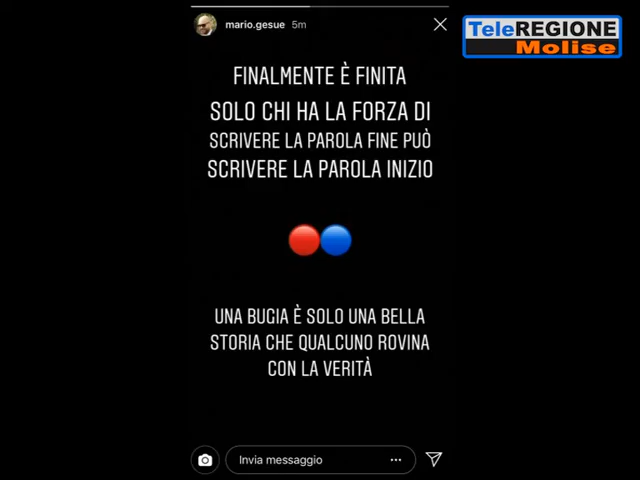 mario.gesue 5m
TeleREGIONE
Molise
FINALMENTE È FINITA
SOLO CHI HA LA FORZA DI
SCRIVERE LA PAROLA FINE PUÒ
SCRIVERE LA PAROLA INIZIO
UNA BUGIA È SOLO UNA BELLA
STORIA CHE QUALCUNO ROVINA
CON LA VERITÀ
Invia messaggio